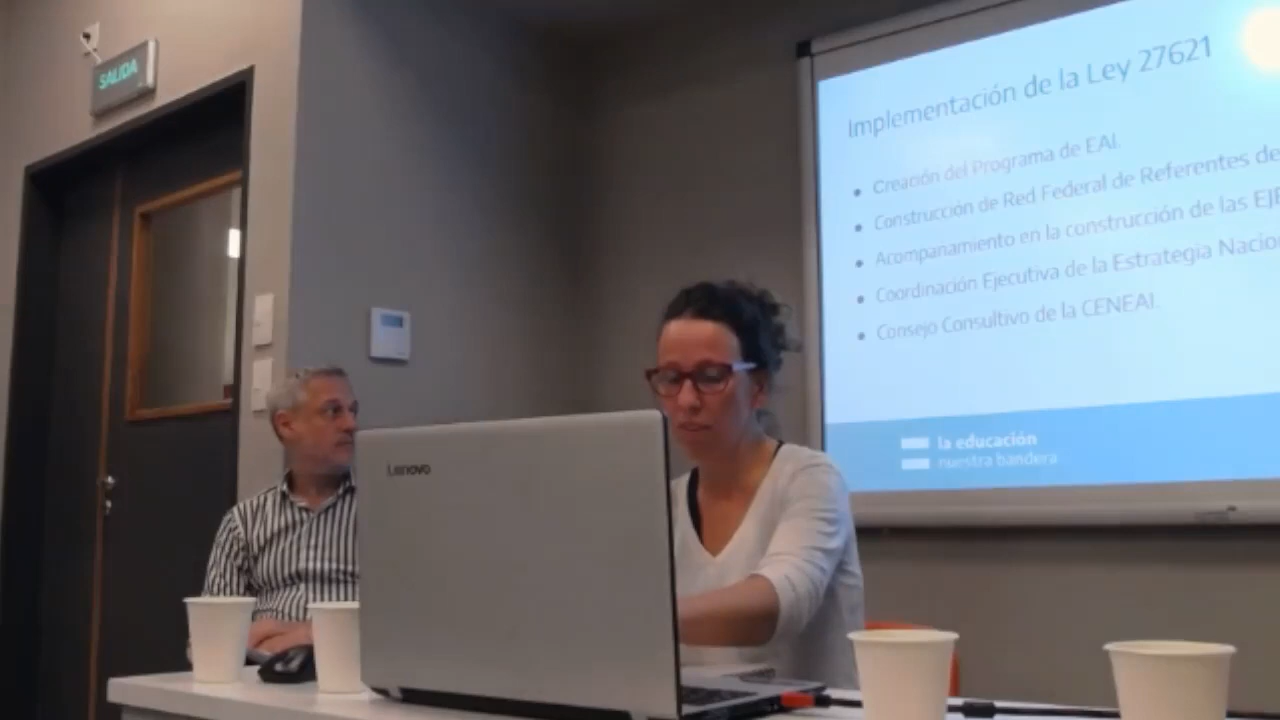 SALIDA
Implementación de la Ley 27621
• Creación del Programa de EAI.
• Construcción de Red Federal de Referentes de
• Acompañamiento en la construcción de las EJE
• Coordinación Ejecutiva de la Estrategia Nacio
• Consejo Consultivo de la CENEAI.
la educación
nuestra bandera
Lenovo